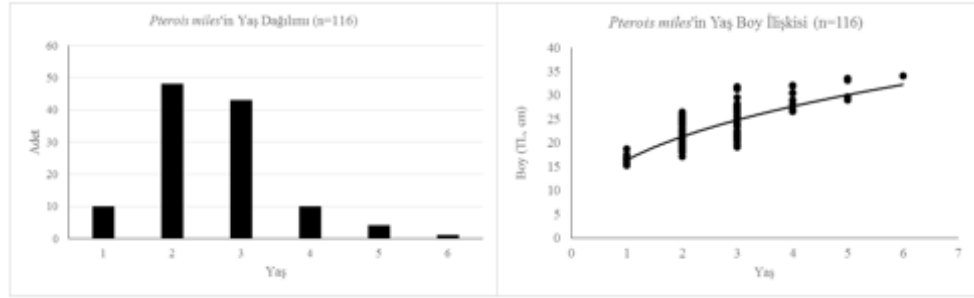 Pterois miles'in Yaş Dağılımı (n=116)
60
50
40
30
20
10
0
Adet
1 2 3 4 5 6
Yaş
Pterois miles'in Yaş Boy İlişkisi (n=116)
40
35
30
25
20
15
10
5
0
Boy (TL, cm)
0 1 2 3 4 5 6 7
Yaş